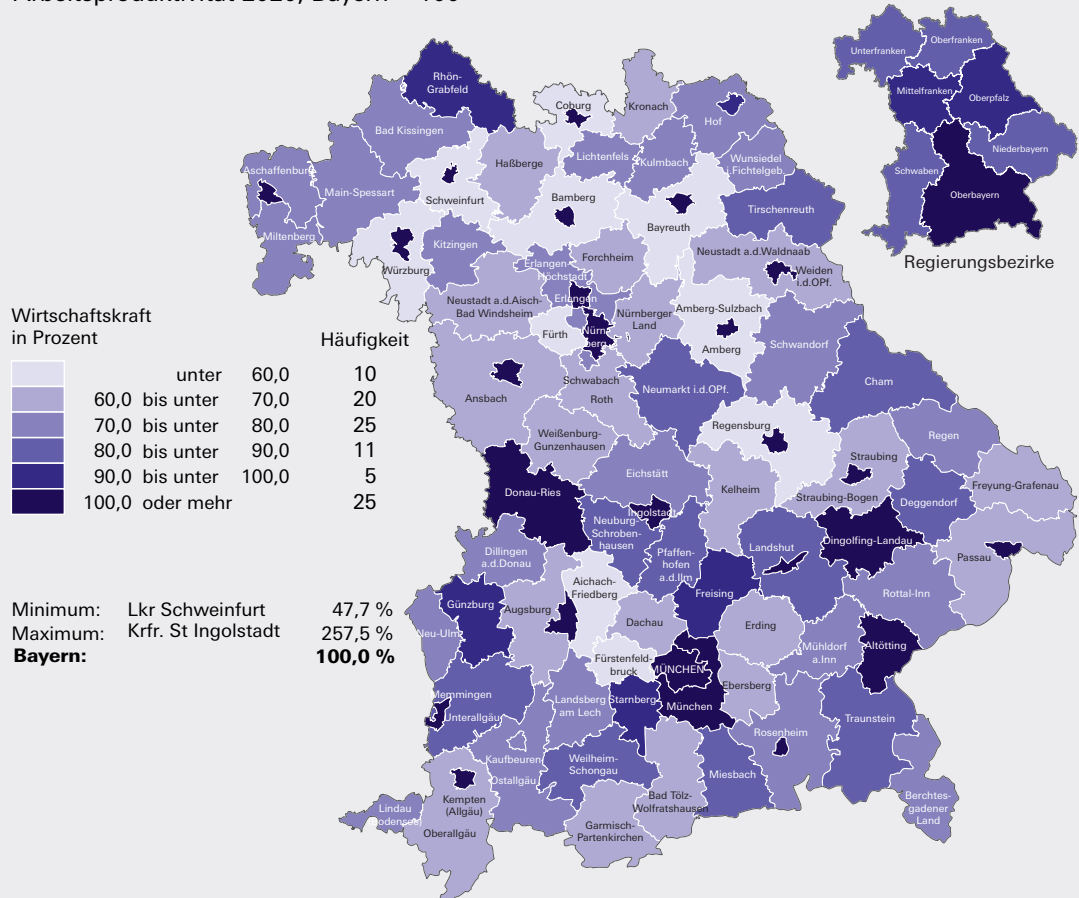 Arbeitsproduktivität 2020, Bayern = 100
Unterfranken
Oberfranken
Mittelfranken
Oberpfalz
Niederbayern
Schwaben
Oberbayern
Regierungsbezirke
Rhön-
Grabfeld
Coburg
Kronach
Hof
Bad Kissingen
Aschaffenburg
Main-Spessart
Haßberge
Lichtenfels
Kulmbach
Wunsiedel
i.Fichtelgeb.
Schweinfurt
Bamberg
Bayreuth
Tirschenreuth
Miltenberg
Würzburg
Kitzingen
Erlangen-
Höchstadt
Forchheim
Neustadt a.d.Waldnaab
Weiden
i.d.OPf.
Neustadt a.d.Aisch-
Bad Windsheim
Erlangen
Fürth
Nürn-
berg
Nürnberger
Land
Amberg-Sulzbach
Amberg
Schwandorf
Ansbach
Schwabach
Roth
Neumarkt i.d.OPf.
Cham
Weißenburg-
Gunzenhausen
Regensburg
Regen
Straubing
Eichstätt
Kelheim
Straubing-Bogen
Freyung-Grafenau
Donau-Ries
Ingolstadt
Deggendorf
Neuburg-
Schroben-
hausen
Pfaffen-
hofen
a.d.Ilm
Landshut
Dingolfing-Landau
Passau
Dillingen
a.d.Donau
Aichach-
Friedberg
Freising
Rottal-Inn
Günzburg
Augsburg
Dachau
Erding
Neu-Ulm
Mühldorf
a.Inn
Altötting
Fürstenfeld-
bruck
MÜNCHEN
Ebersberg
Memmingen
Unterallgäu
Landsberg
am Lech
Starnberg
München
Traunstein
Rosenheim
Kaufbeuren
Ostallgäu
Weilheim-
Schongau
Miesbach
Kempten
(Allgäu)
Bad Tölz-
Wolfratshausen
Berchtes-
gadener
Land
Lindau
(Bodensee)
Oberallgäu
Garmisch-
Partenkirchen
Wirtschaftskraft
in Prozent
Häufigkeit
unter 60,0 10
60,0 bis unter 70,0 20
70,0 bis unter 80,0 25
80,0 bis unter 90,0 11
90,0 bis unter 100,0 5
100,0 oder mehr 25
Minimum: Lkr Schweinfurt 47,7 %
Maximum: Krfr. St Ingolstadt 257,5 %
Bayern: 100,0 %